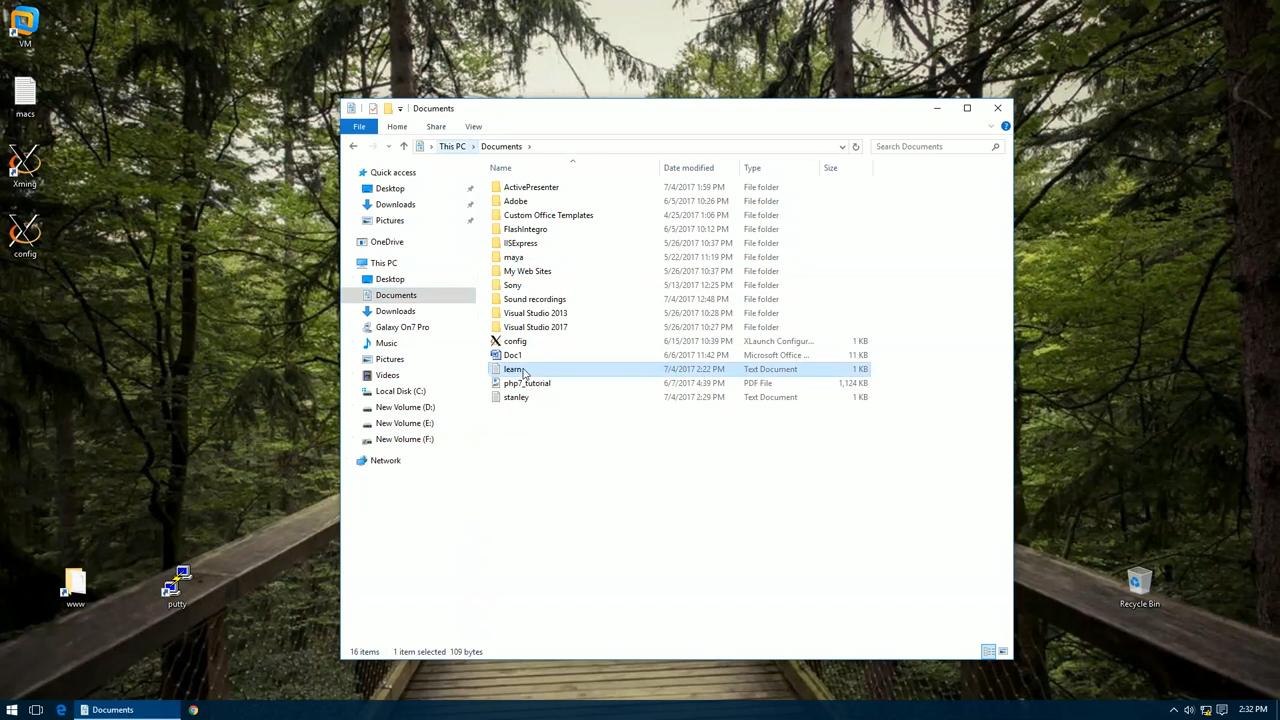 VM
macs
Xming
config
www
putty
Recycle Bin
Documents
File Home Share View
This PC Documents
Search Documents
Quick access
Desktop
Downloads
Pictures
OneDrive
This PC
Desktop
Documents
Downloads
Galaxy On7 Pro
Music
Pictures
Videos
Local Disk (C:)
New Volume (D:)
New Volume (E:)
New Volume (F:)
Network
Name Date modified Type Size
ActivePresenter 7/4/2017 1:59 PM File folder
Adobe 6/5/2017 10:26 PM File folder
Custom Office Templates 4/25/2017 1:06 PM File folder
FlashIntegro 6/5/2017 10:12 PM File folder
IISExpress 5/26/2017 10:37 PM File folder
maya 5/22/2017 11:19 PM File folder
My Web Sites 5/26/2017 10:37 PM File folder
Sony 5/13/2017 12:25 PM File folder
Sound recordings 7/4/2017 12:48 PM File folder
Visual Studio 2013 5/26/2017 10:28 PM File folder
Visual Studio 2017 5/26/2017 10:27 PM File folder
config 6/15/2017 10:39 PM XLaunch Configur... 1 KB
Doc1 6/6/2017 11:42 PM Microsoft Office ... 11 KB
learn 7/4/2017 2:22 PM Text Document 1 KB
php7_tutorial 6/7/2017 4:39 PM PDF File 1,124 KB
stanley 7/4/2017 2:29 PM Text Document 1 KB
16 items 1 item selected 109 bytes
Documents
2:32 PM